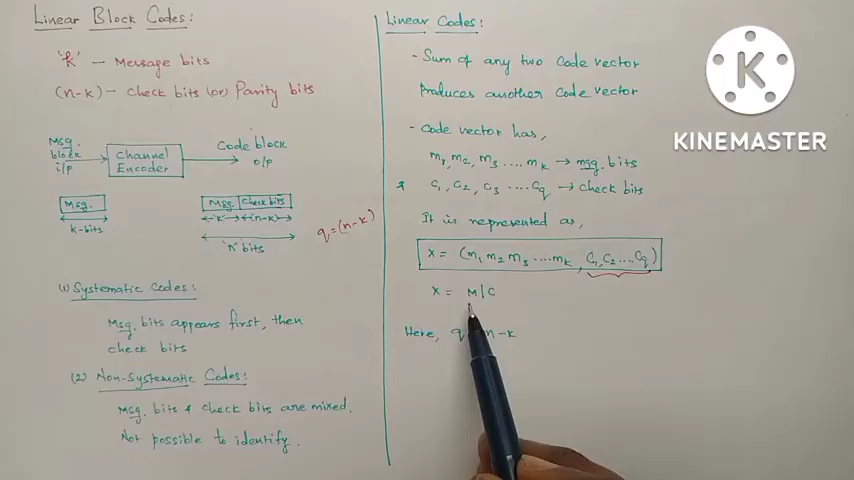 Linear Block Codes:
'k' - Message bits
(n-k) - Check bits (or) Parity bits
Msg. block i/p
Channel Encoder
Code block o/p
Msg.
k-bits
Msg. Check bits
'k' (n-k)
'n' bits
q = (n-k)
1) Systematic Codes:
Msg. bits appears first, then
check bits
(2) Non-Systematic Codes:
Msg. bits & check bits are mixed.
Not possible to identify.
Linear Codes:
- Sum of any two code vector
Produces another code vector
- Code vector has,
m1, m2, m3 .... mk → msg. bits
& c1, c2, c3 .... cq → check bits
It is represented as,
X = (m1 m2 m3 .... mk, c1, c2 .... cq)
X = M|C
Here, q n-k
K
KINEMASTER